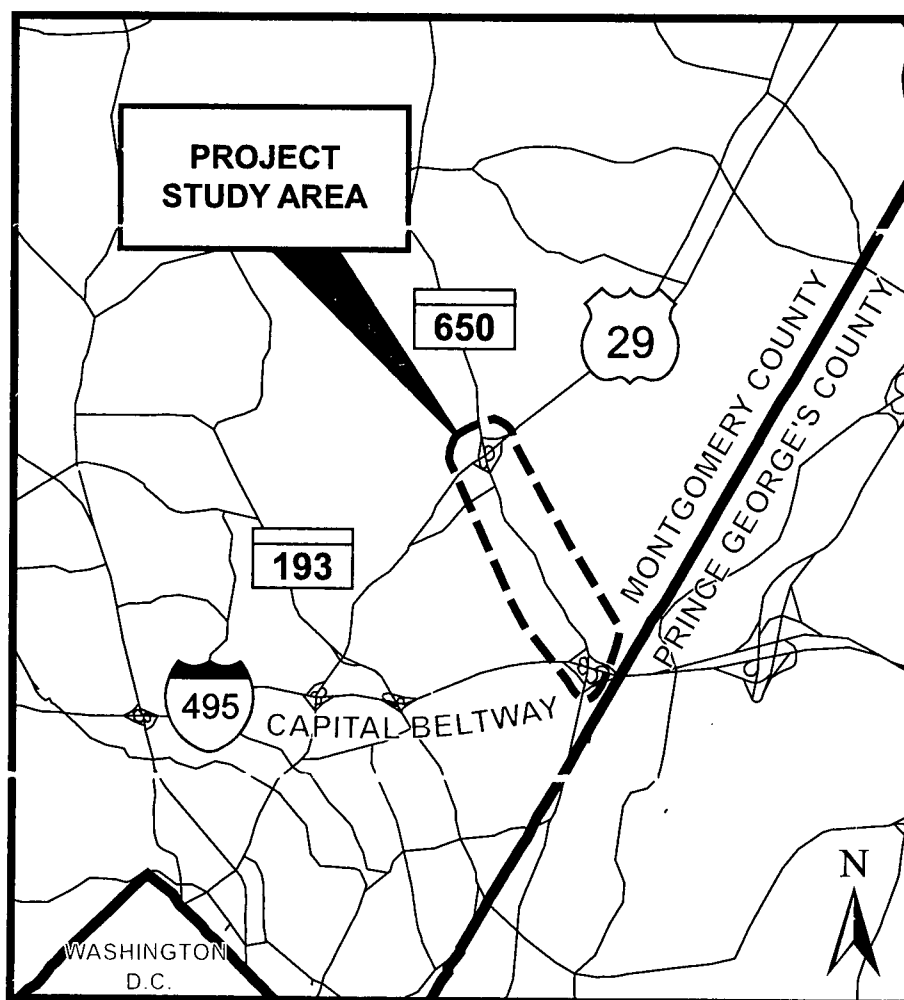 PROJECT
STUDY AREA
650
29
MONTGOMERY COUNTY
PRINCE GEORGE'S COUNTY
193
495
CAPITAL BELTWAY
N
WASHINGTON
D.C.